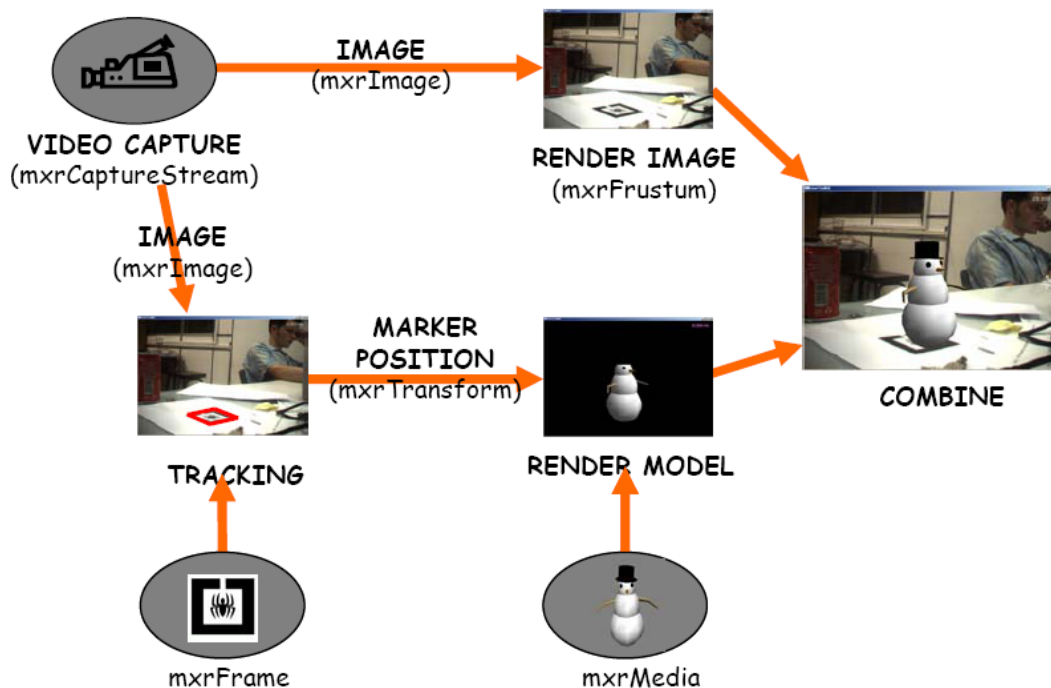 IMAGE
(mxrImage)
VIDEO CAPTURE
(mxrCaptureStream)
RENDER IMAGE
(mxrFrustum)
IMAGE
(mxrImage)
MARKER
POSITION
(mxrTransform)
COMBINE
TRACKING
RENDER MODEL
mxrFrame
mxrMedia